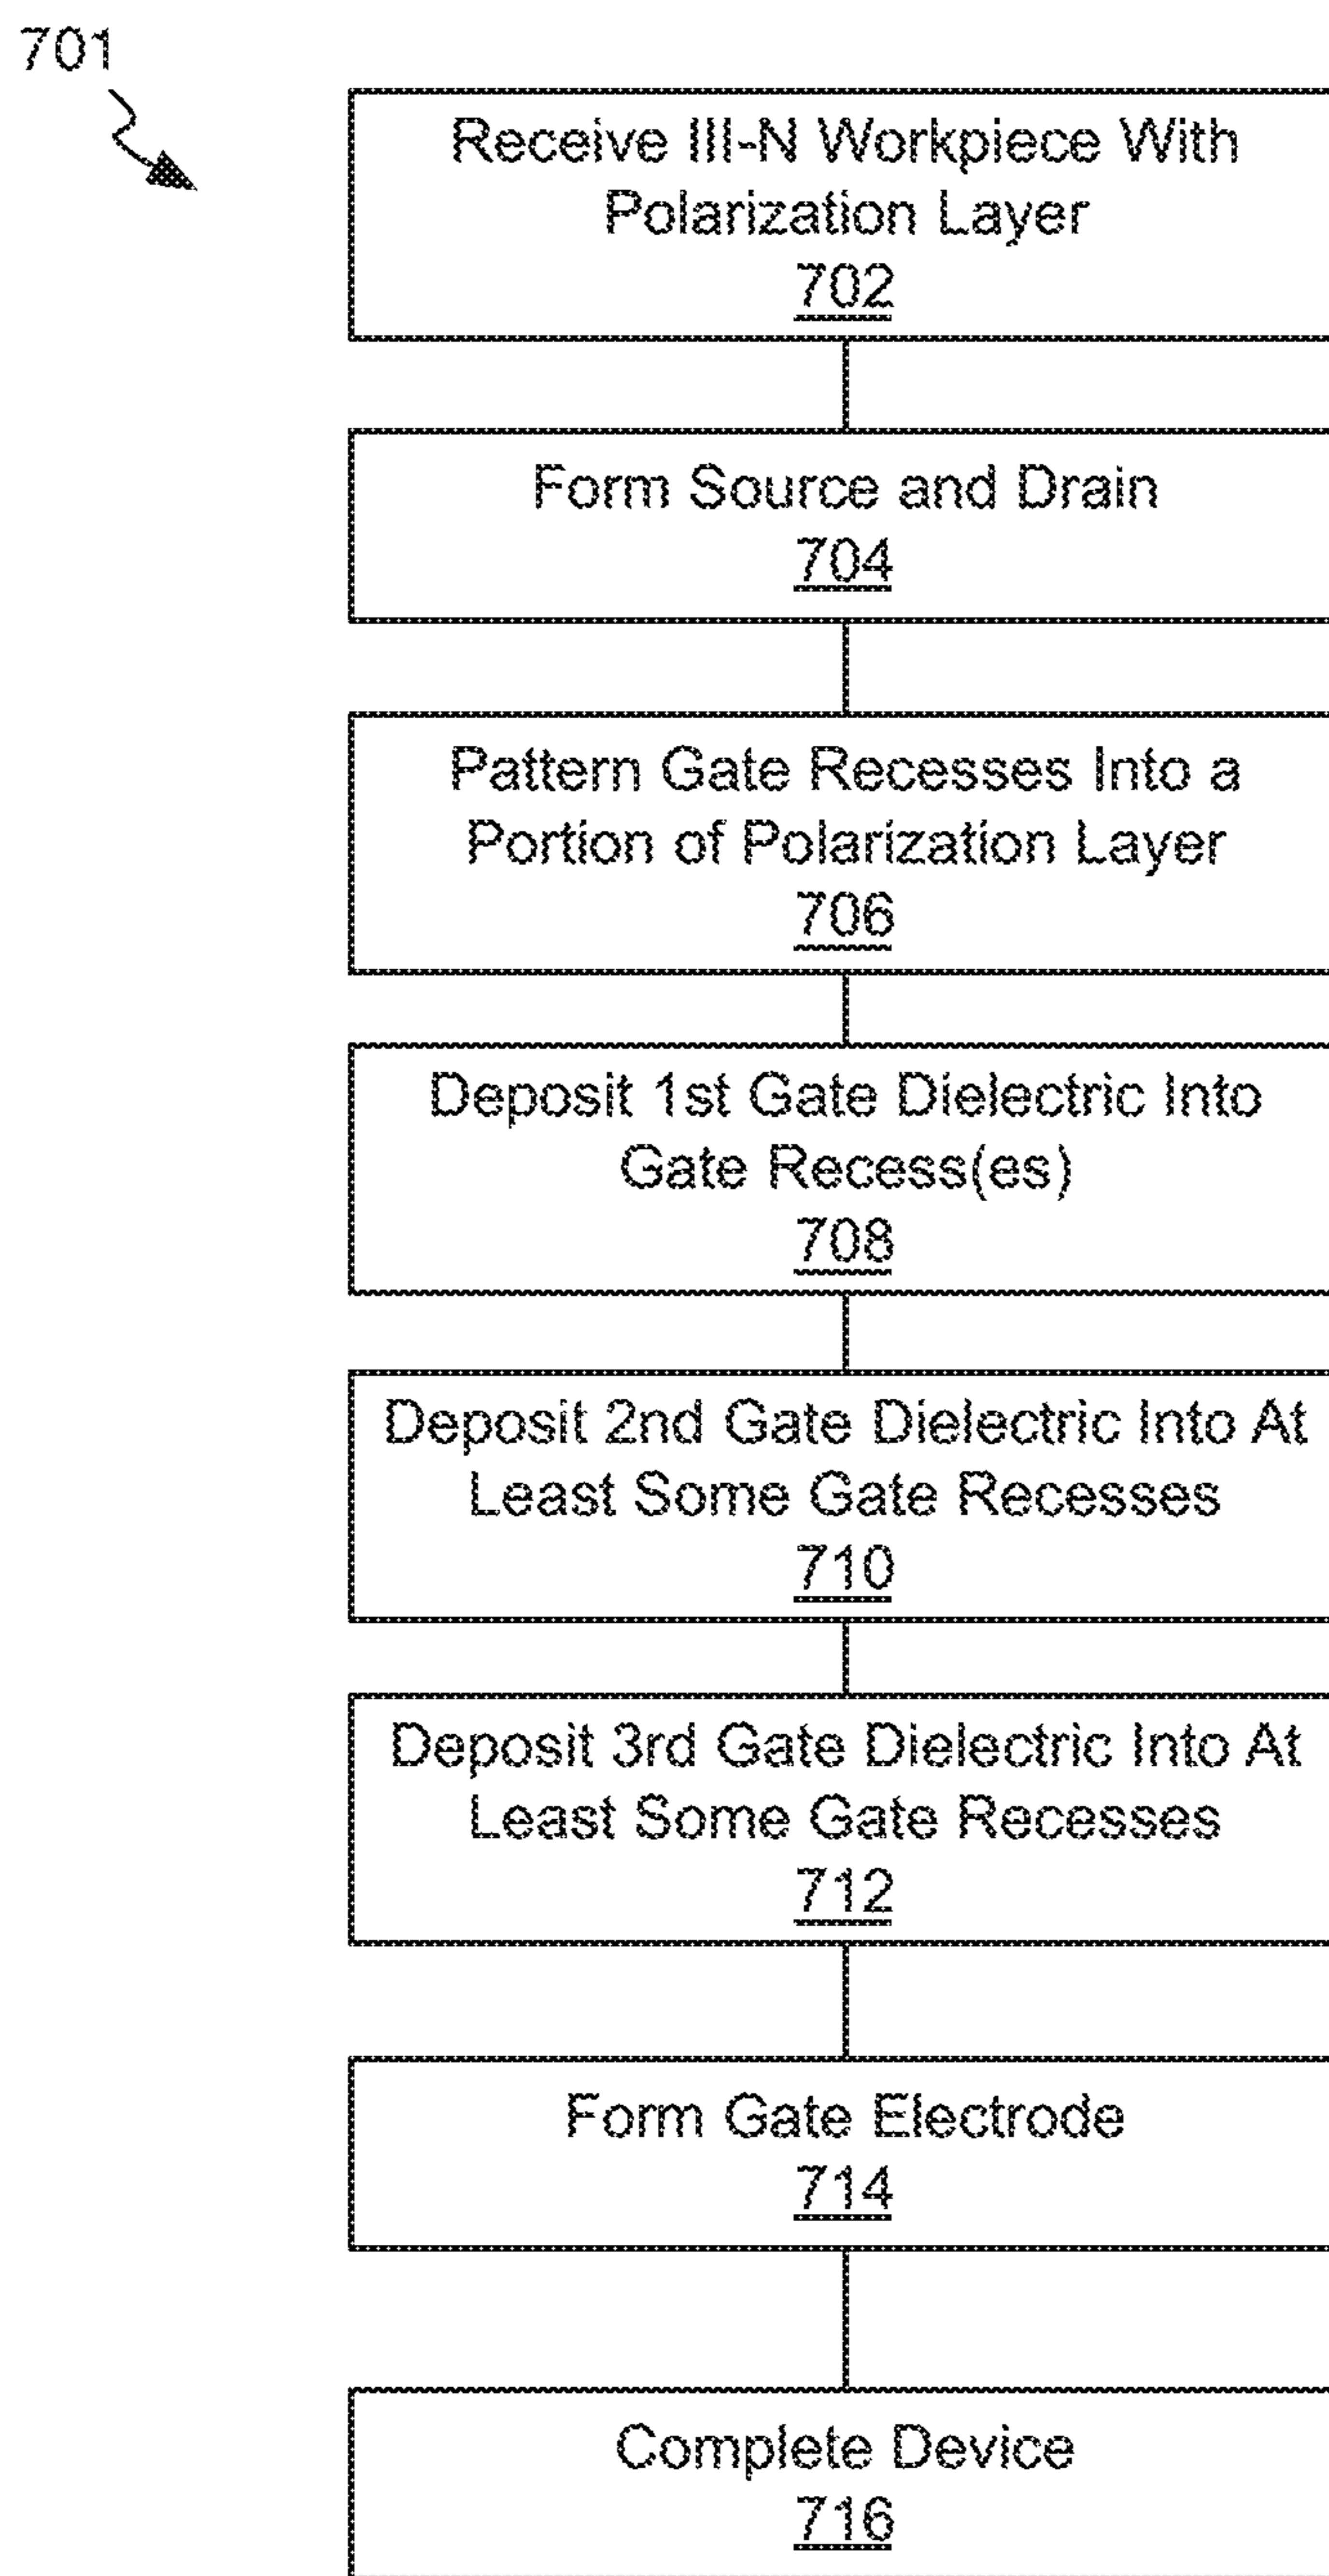 701
Receive III-N Workpiece With
Polarization Layer
702
Form Source and Drain
704
Pattern Gate Recesses Into a
Portion of Polarization Layer
706
Deposit 1st Gate Dielectric Into
Gate Recess(es)
708
Deposit 2nd Gate Dielectric Into At
Least Some Gate Recesses
710
Deposit 3rd Gate Dielectric Into At
Least Some Gate Recesses
712
Form Gate Electrode
714
Complete Device
716